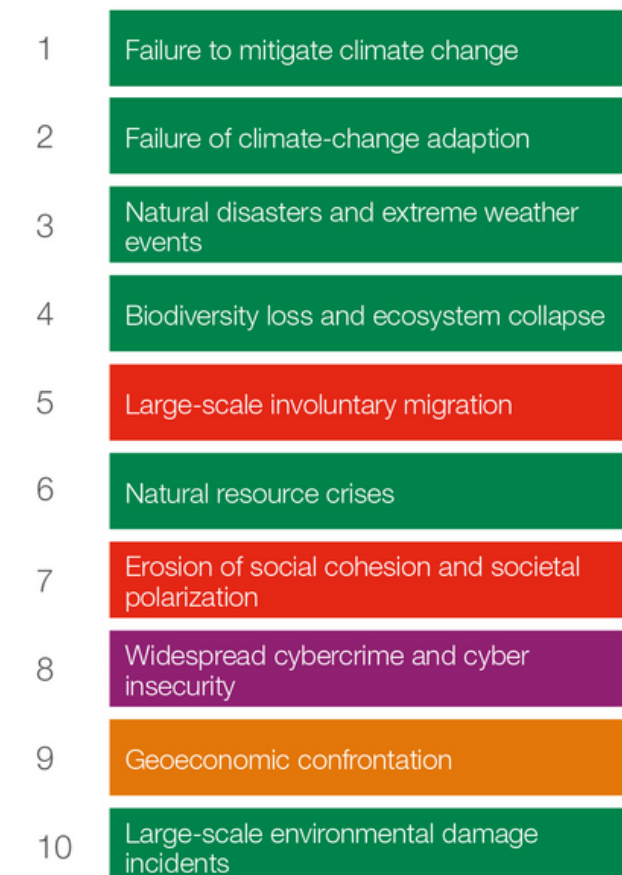 1
Failure to mitigate climate change
2
Failure of climate-change adaption
3
Natural disasters and extreme weather
events
4
Biodiversity loss and ecosystem collapse
5
Large-scale involuntary migration
6
Natural resource crises
7
Erosion of social cohesion and societal
polarization
8
Widespread cybercrime and cyber
insecurity
9
Geoeconomic confrontation
10
Large-scale environmental damage
incidents